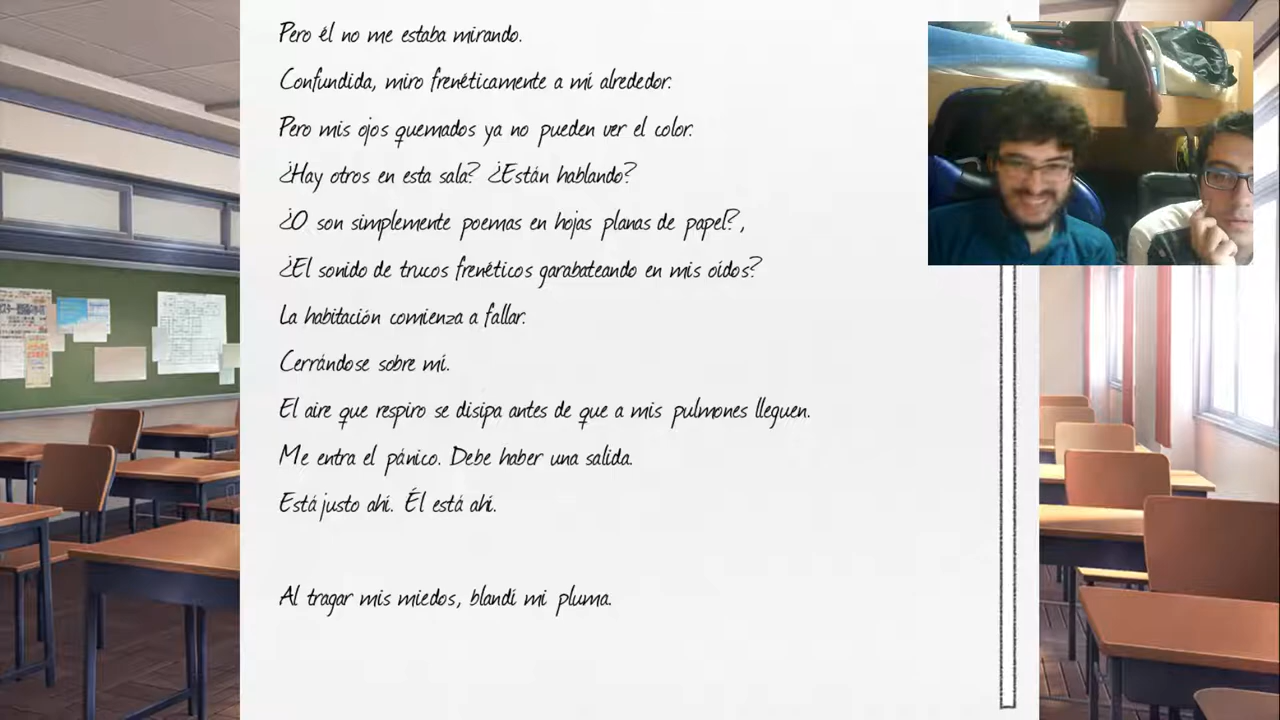 Pero él no me estaba mirando.
Confundida, miro frenéticamente a mi alrededor.
Pero mis ojos quemados ya no pueden ver el color.
¿Hay otros en esta sala? ¿Están hablando?
¿O son simplemente poemas en hojas planas de papel?,
¿El sonido de trucos frenéticos garabateando en mis oídos?
La habitación comienza a fallar.
Cerrándose sobre mí.
El aire que respiro se disipa antes de que a mis pulmones lleguen.
Me entra el pánico. Debe haber una salida.
Está justo ahí. Él está ahí.
Al tragar mis miedos, blandí mi pluma.